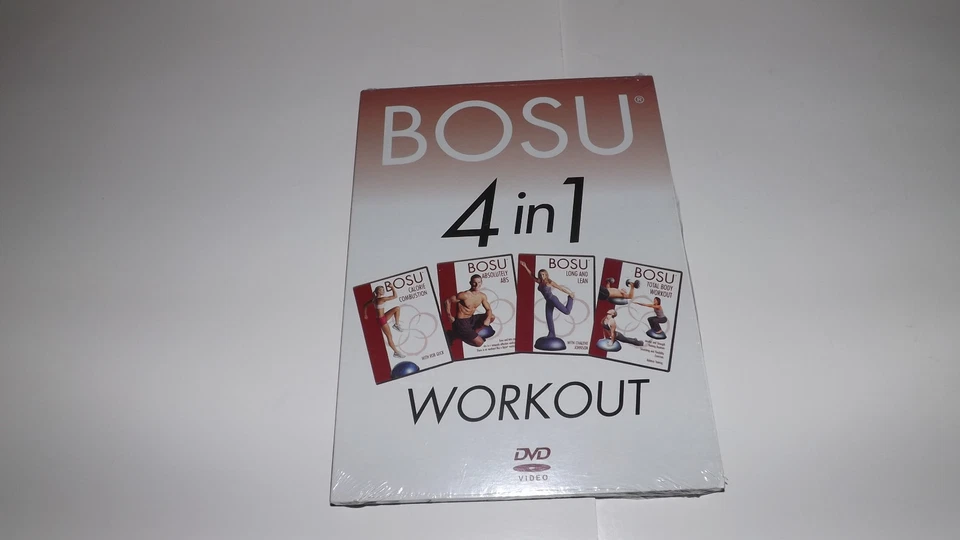 BOSU®
4 in 1
BOSU
CALORIE
COMBUSTION
BOSU
ABSOLUTELY
ABS
BOSU
LONG AND
LEAN
BOSU
TOTAL BODY
WORKOUT
WORKOUT
DVD
VIDEO